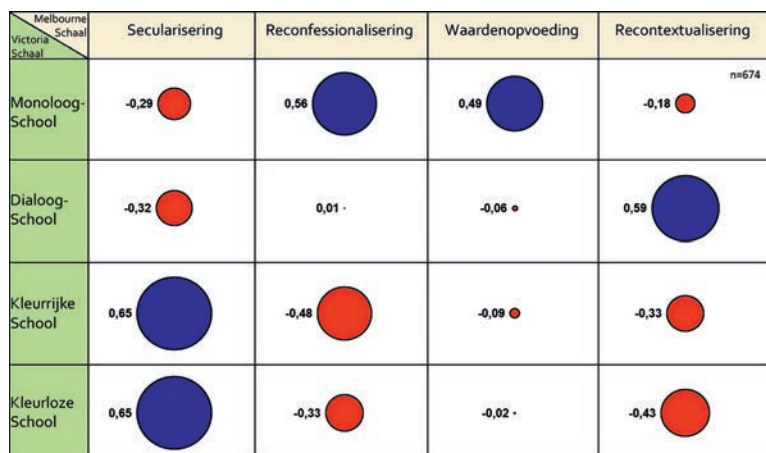 Melbourne
Schaal
Victoria
Schaal
Secularisering
Reconfessionalisering
Waardenopvoeding
Recontextualisering
n=674
Monoloog-
School
-0,29
0,56
0,49
-0,18
Dialoog-
School
-0,32
0,01
-0,06
0,59
Kleurrijke
School
0,65
-0,48
-0,09
-0,33
Kleurloze
School
0,65
-0,33
-0,02
-0,43